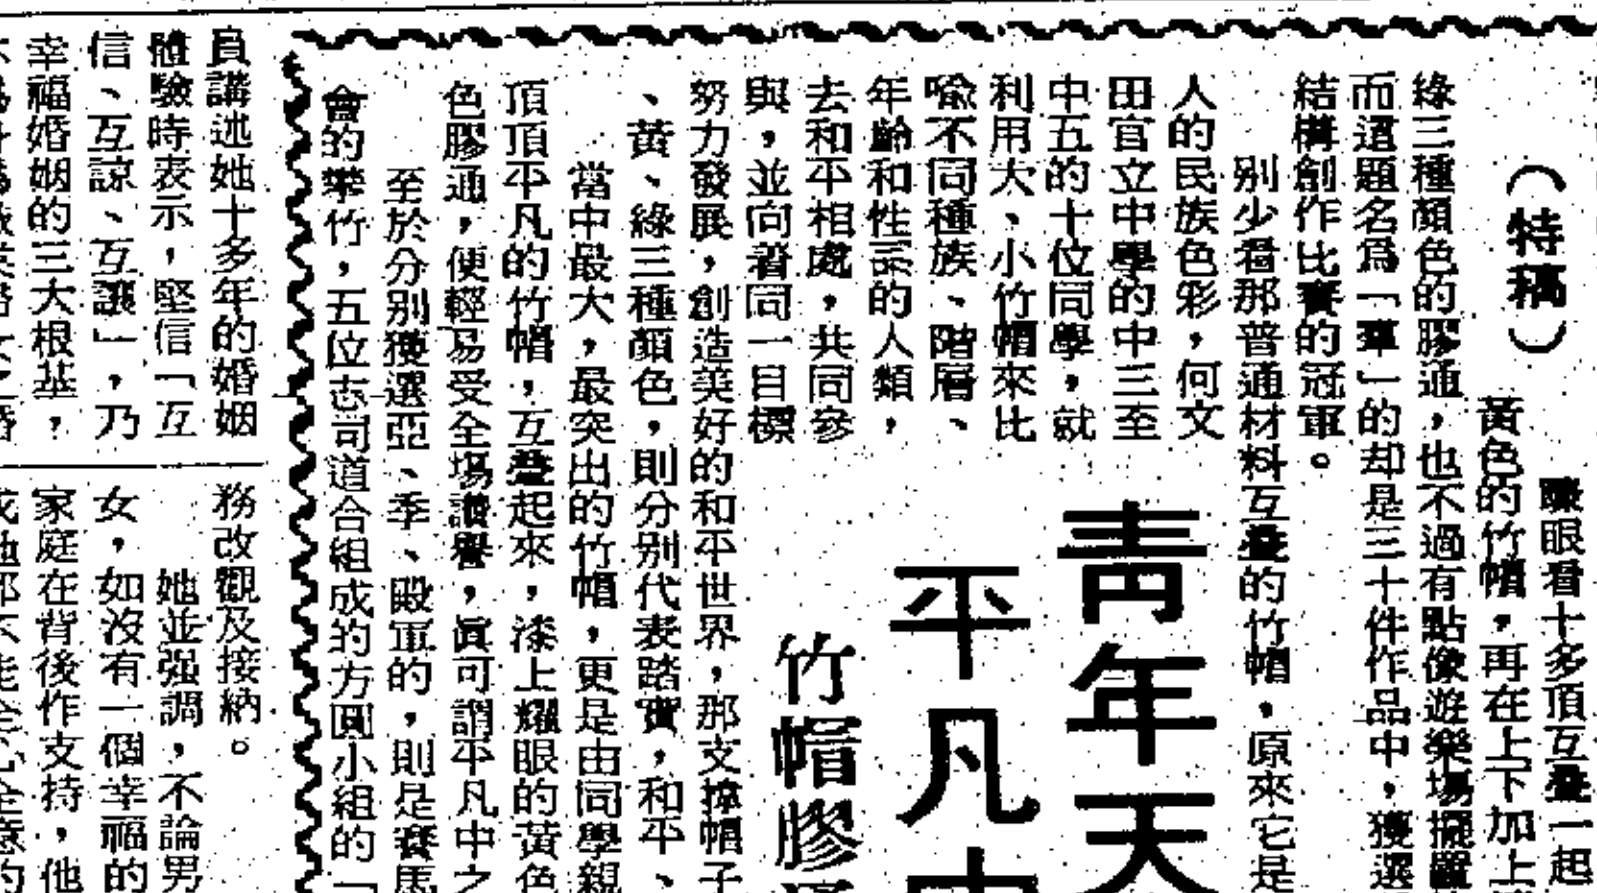 （特稿）
驟眼看十多頂互疊一起
黃色的竹帽，再在上下加上
綠三種顏色的膠通，也不過有點像遊樂場擺
而這題名爲「羣」的却是三十件作品中，獲選
結構創作比賽的冠軍。
別少看那普通材料互疊的竹帽，原來它是
人的民族色彩，何文
田官立中學的中三至
中五的十位同學，就
利用大、小竹帽來比
喩不同種族、階層、
年齡和性別的人類，
去和平相處，共同參
與，並向着同一目標
努力發展，創造美好的和平世界，那支撐帽子
、黃、綠三種顏色，則分別代表踏實，和平、
當中最大，最突出的竹帽，更是由同學親
頂頂平凡的竹帽，互疊起來，漆上耀眼的黃色
色膠通，便輕易受全場讚譽，眞可謂平凡中之
至於分別獲選亞、季、殿軍的，則是賽馬
會的攀竹，五位志同道合組成的方圓小組的「
青年天
平凡中
竹帽膠通
員講述她十多年的婚姻
體驗時表示，堅信「互
信、互諒、互讓」，乃
幸福婚姻的三大根基，
務改觀及接納。
她並强調，不論男
女，如沒有一個幸福的
家庭在背後作支持，他